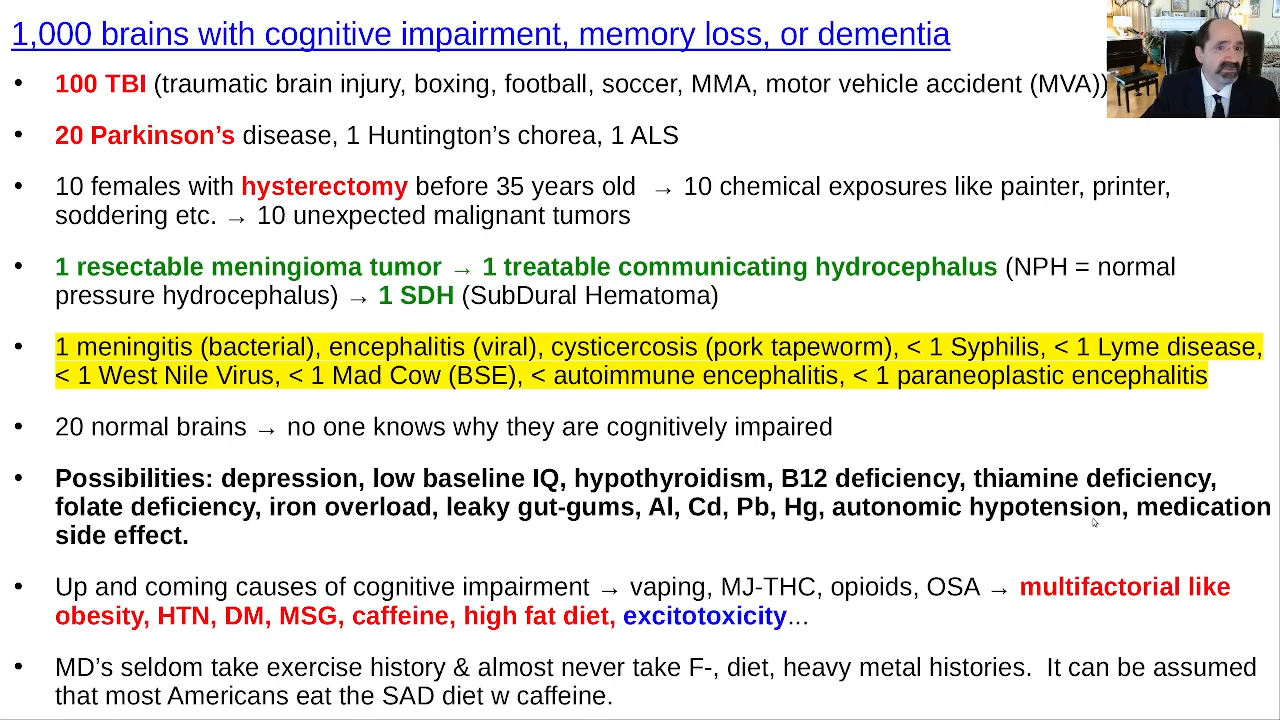 1,000 brains with cognitive impairment, memory loss, or dementia
• 100 TBI (traumatic brain injury, boxing, football, soccer, MMA, motor vehicle accident (MVA))
• 20 Parkinson’s disease, 1 Huntington’s chorea, 1 ALS
• 10 females with hysterectomy before 35 years old → 10 chemical exposures like painter, printer,
soddering etc. → 10 unexpected malignant tumors
• 1 resectable meningioma tumor → 1 treatable communicating hydrocephalus (NPH = normal
pressure hydrocephalus) → 1 SDH (SubDural Hematoma)
• 1 meningitis (bacterial), encephalitis (viral), cysticercosis (pork tapeworm), < 1 Syphilis, < 1 Lyme disease,
< 1 West Nile Virus, < 1 Mad Cow (BSE), < autoimmune encephalitis, < 1 paraneoplastic encephalitis
• 20 normal brains → no one knows why they are cognitively impaired
• Possibilities: depression, low baseline IQ, hypothyroidism, B12 deficiency, thiamine deficiency,
folate deficiency, iron overload, leaky gut-gums, Al, Cd, Pb, Hg, autonomic hypotension, medication
side effect.
• Up and coming causes of cognitive impairment → vaping, MJ-THC, opioids, OSA → multifactorial like
obesity, HTN, DM, MSG, caffeine, high fat diet, excitotoxicity...
• MD’s seldom take exercise history & almost never take F-, diet, heavy metal histories. It can be assumed
that most Americans eat the SAD diet w caffeine.